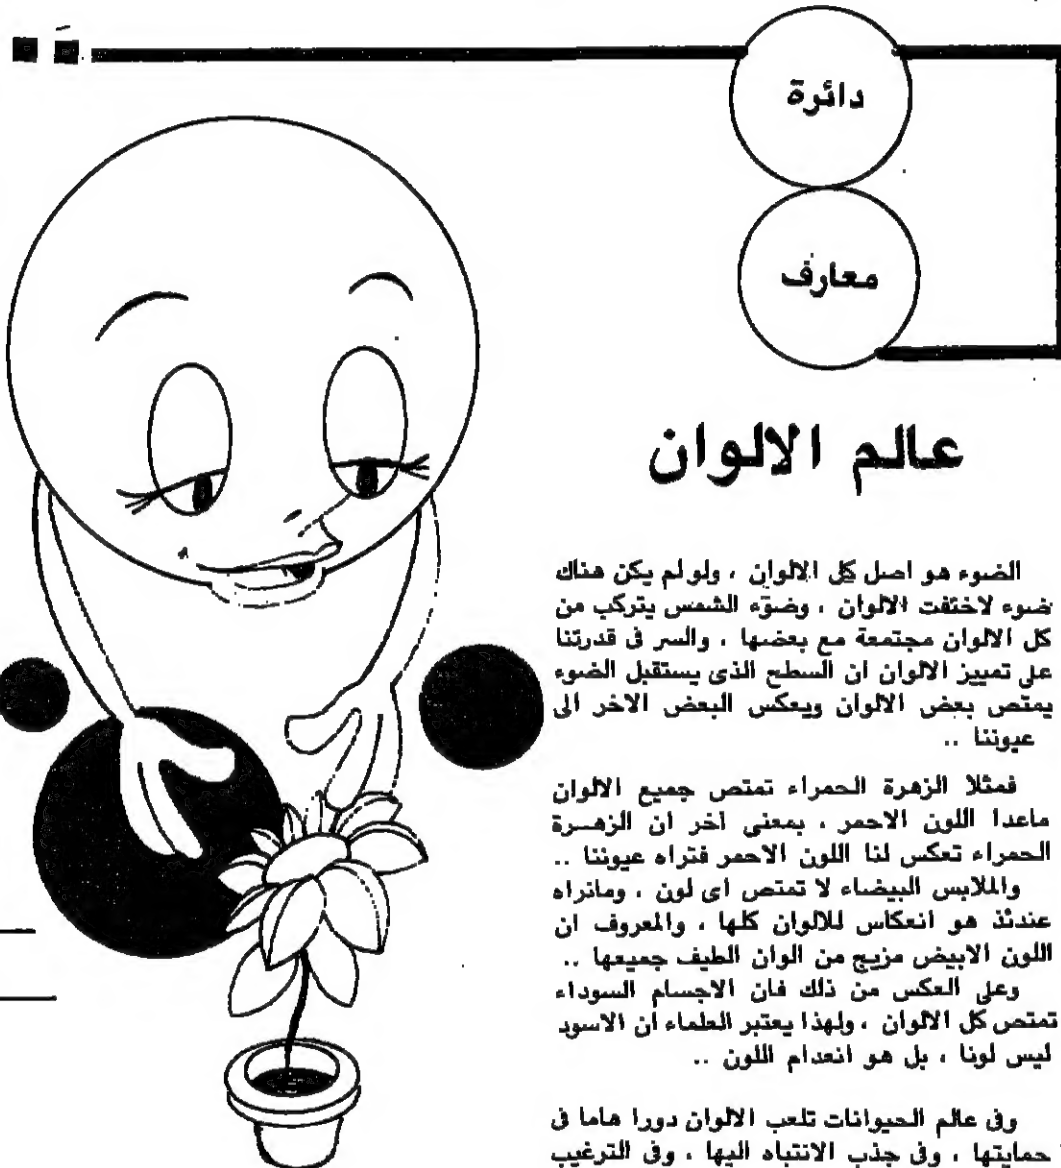 دائرة
معارف
عالم الالوان
الضوء هو اصل كل الالوان ، ولو لم يكن هناك
ضوء لاختفت الالوان ، وضوء الشمس يتركب من
كل الالوان مجتمعة مع بعضها ، والسر فى قدرتنا
على تمييز الالوان ان السطح الذى يستقبل الضوء
يمتص بعض الالوان ويعكس البعض الاخر الى
عيوننا ..
فمثلا الزهرة الحمراء تمتص جميع الالوان
ماعدا اللون الاحمر ، بمعنى اخر ان الزهرة
الحمراء تعكس لنا اللون الاحمر فتراه عيوننا ..
والملابس البيضاء لا تمتص اى لون ، ومانراه
عندئذ هو انعكاس للالوان كلها ، والمعروف ان
اللون الابيض مزيج من الوان الطيف جميعها ..
وعلى العكس من ذلك فان الاجسام السوداء
تمتص كل الالوان ، ولهذا يعتبر العلماء ان الاسود
ليس لونا ، بل هو انعدام اللون ..
وفى عالم الحيوانات تلعب الالوان دورا هاما فى
حمايتها ، وفى جذب الانتباه اليها ، وفى الترغيب